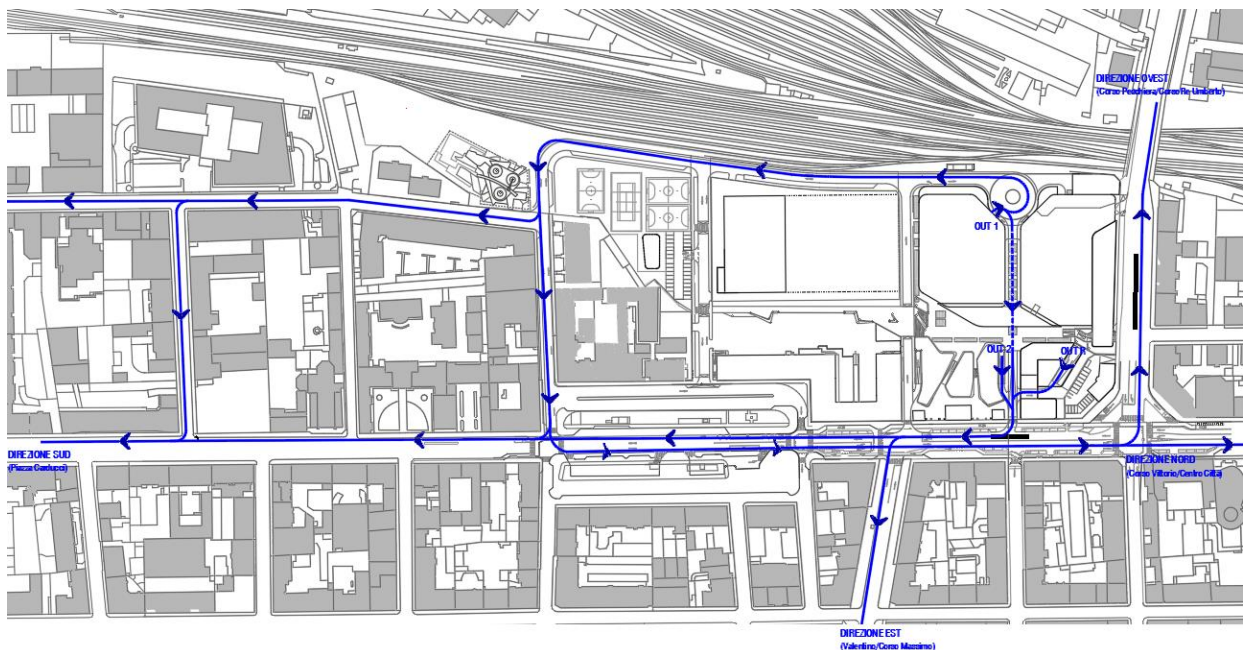 DIREZIONE OVEST
(Corso Peschiera/Corso Re Umberto)
OUT 1
OUT 2
OUT R
DIREZIONE SUD
(Piazza Carducci)
DIREZIONE NORD
(Corso Vittorio/Centro Città)
DIREZIONE EST
(Valentino/Corso Massimo)